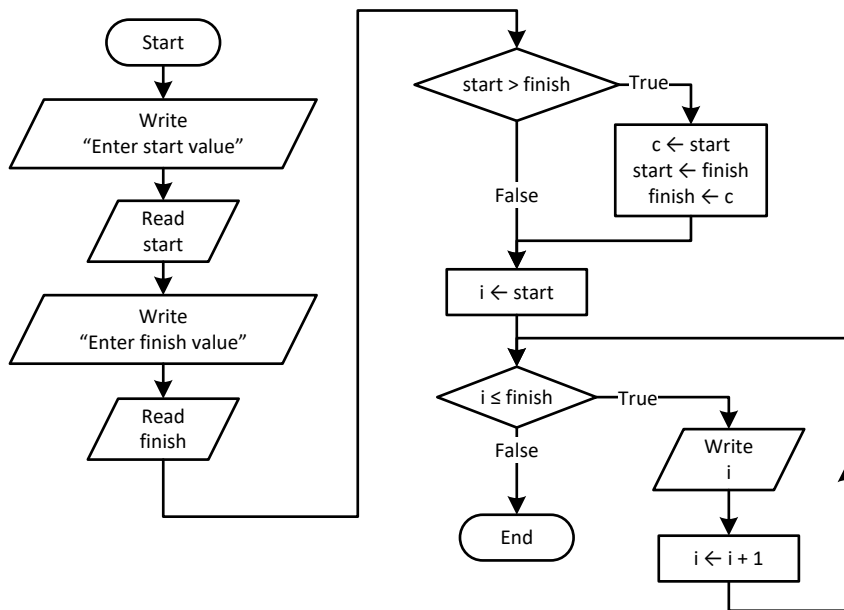 Start
Write
“Enter start value”
Read
start
Write
“Enter finish value”
Read
finish
start > finish
True
c ← start
start ← finish
finish ← c
False
i ← start
i ≤ finish
True
Write
i
i ← i + 1
False
End